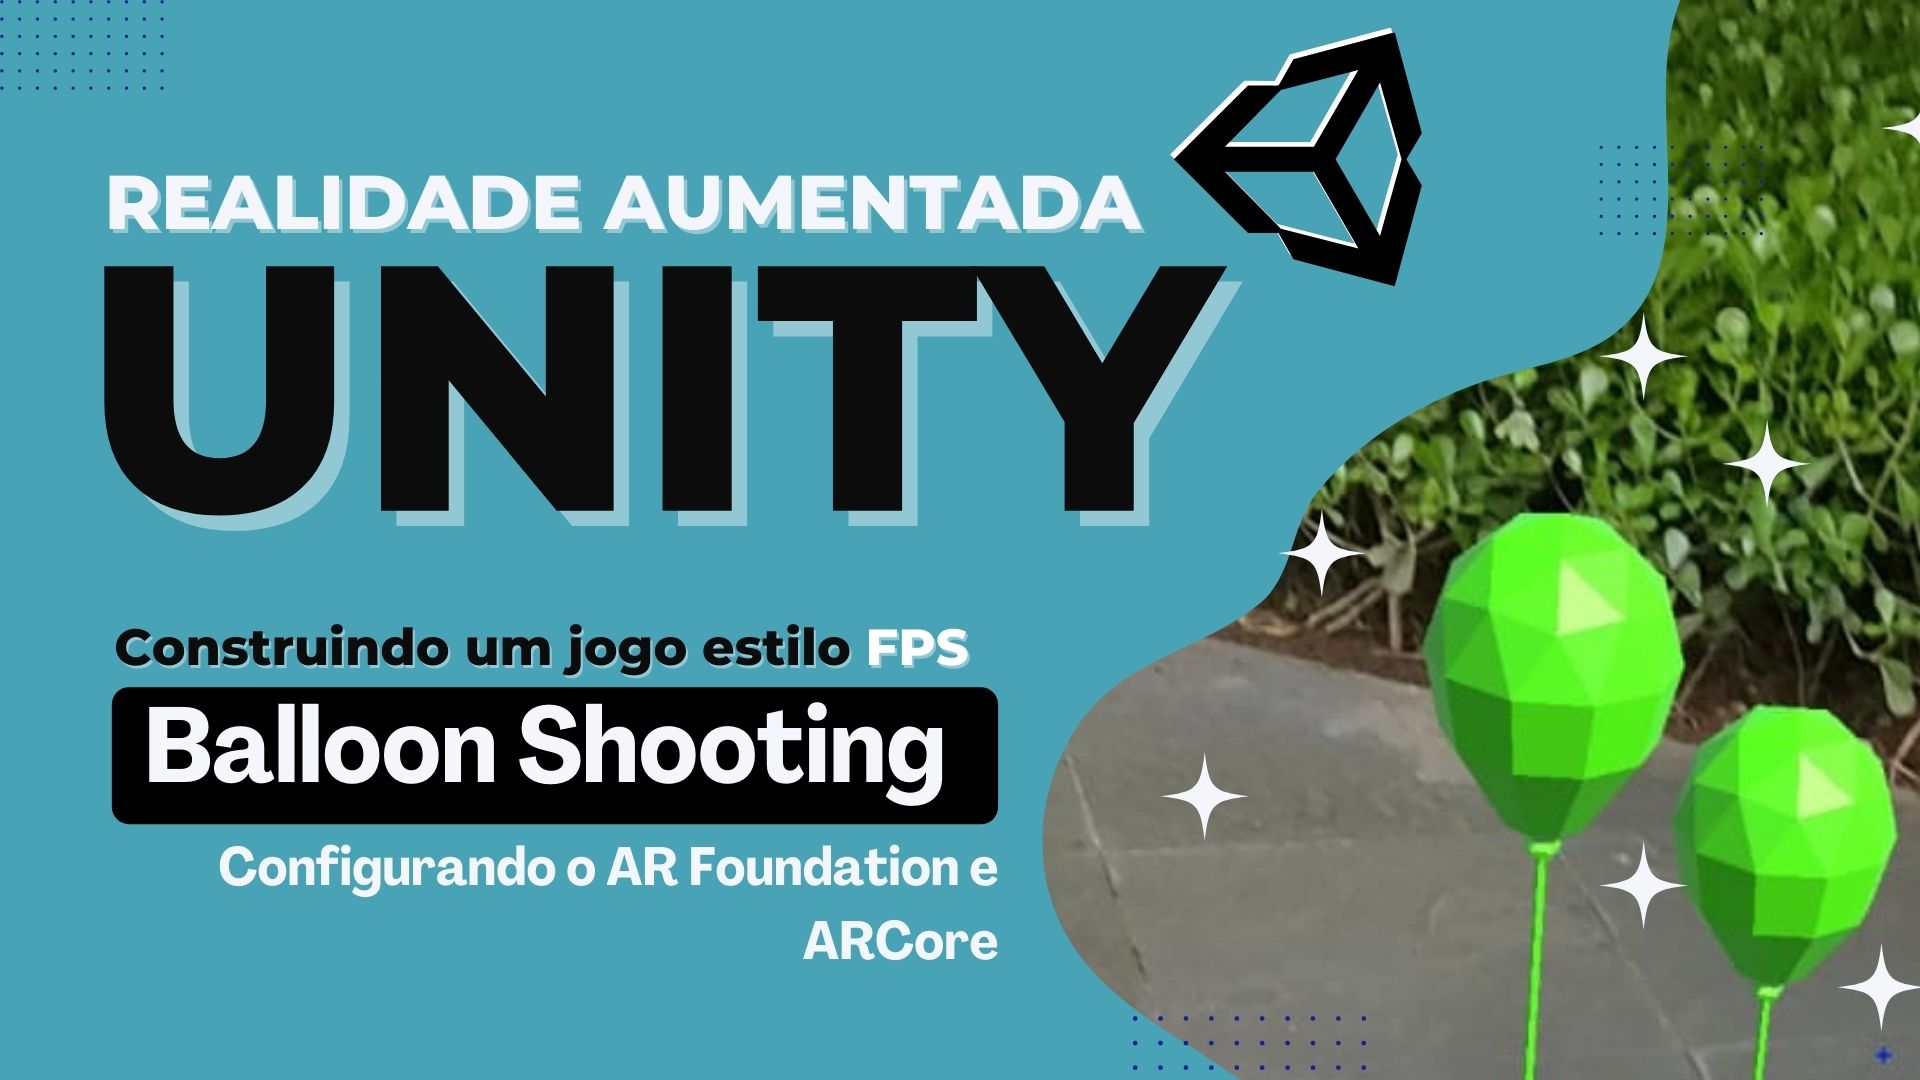 REALIDADE AUMENTADA
UNITY
Construindo um jogo estilo FPS
Balloon Shooting
Configurando o AR Foundation e
ARCore